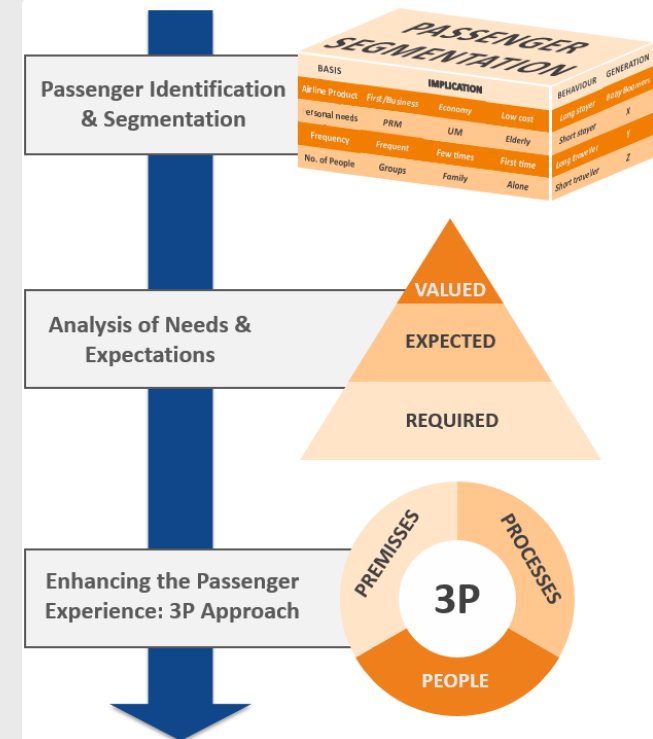 Passenger Identification
& Segmentation
PASSENGER
SEGMENTATION
BASIS IMPLICATION
Airline Product First/Business Economy Low cost
ersonal needs PRM UM Elderly
Frequency Frequent Few times First time
No. of People Groups Family Alone
BEHAVIOUR GENERATION
Long stayer Baby Boomers
Short stayer X
Long traveller Y
Short traveller Z
Analysis of Needs &
Expectations
VALUED
EXPECTED
REQUIRED
Enhancing the Passenger
Experience: 3P Approach
PREMISSES
PROCESSES
3P
PEOPLE